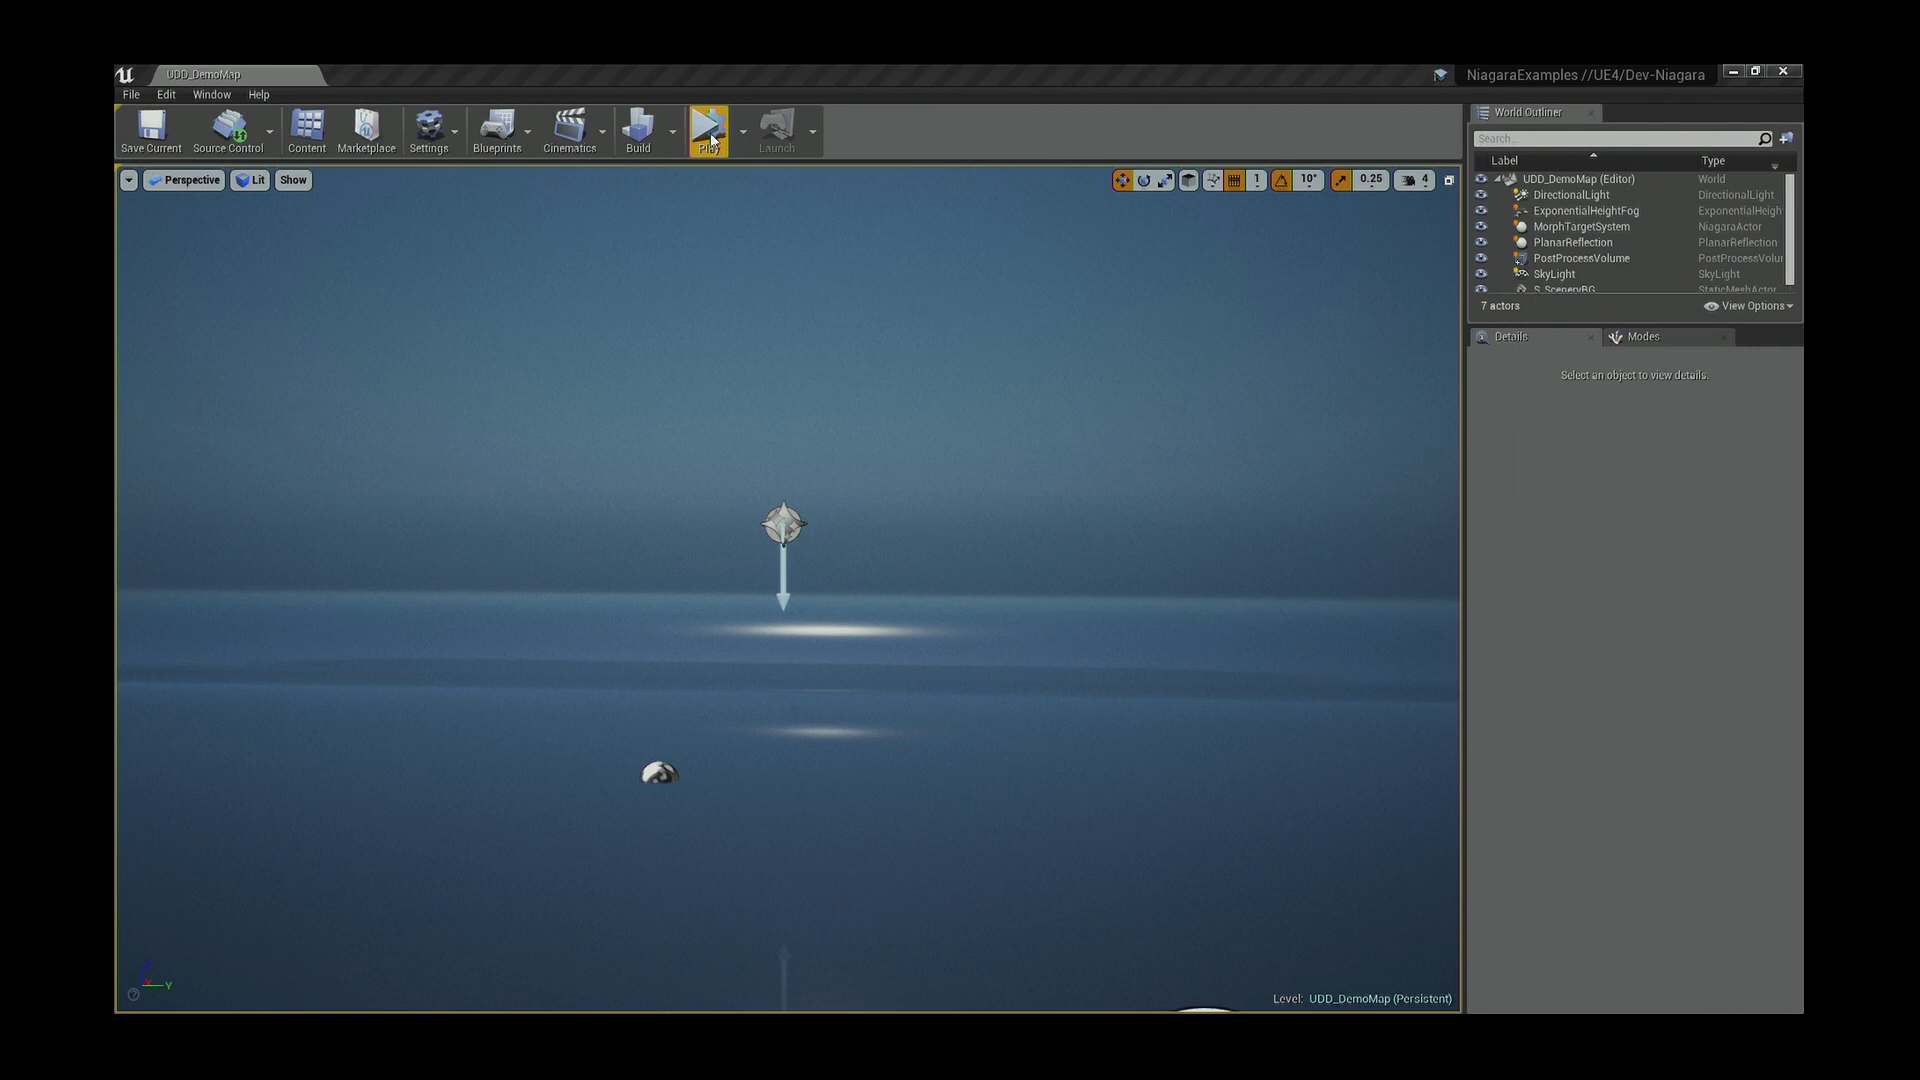 UDD_DemoMap
NiagaraExamples //UE4/Dev-Niagara
File Edit Window Help
Save Current Source Control Content Marketplace Settings Blueprints Cinematics Build Play Launch
World Outliner
Search...
Label Type
Perspective Lit Show
1 10° 0.25 4
UDD_DemoMap (Editor) World
DirectionalLight DirectionalLight
ExponentialHeightFog ExponentialHeigh
MorphTargetSystem NiagaraActor
PlanarReflection PlanarReflection
PostProcessVolume PostProcessVolur
SkyLight SkyLight
S_SceneryBG StaticMeshActor
7 actors View Options
Details Modes
Select an object to view details.
Y
Level: UDD_DemoMap (Persistent)